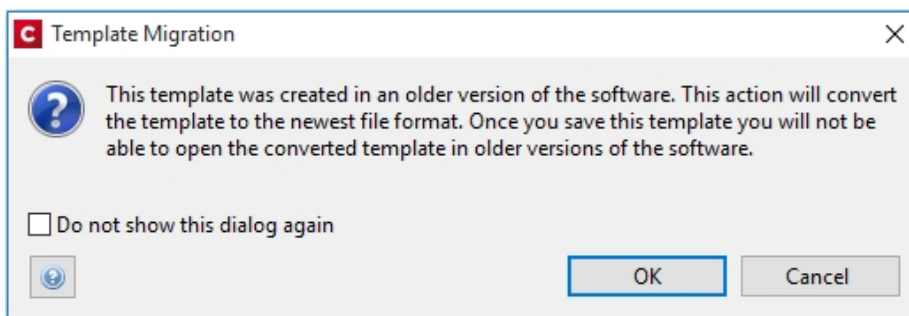 C Template Migration
This template was created in an older version of the software. This action will convert
the template to the newest file format. Once you save this template you will not be
able to open the converted template in older versions of the software.
Do not show this dialog again
OK Cancel